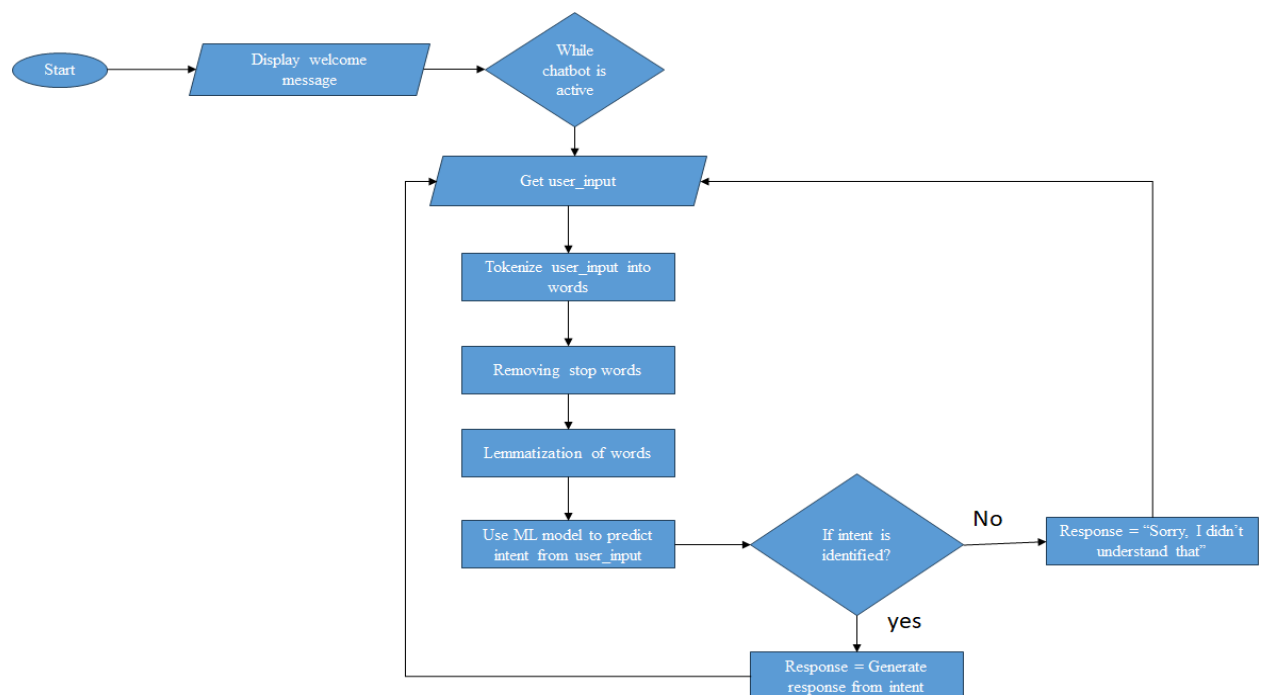 Start
Display welcome
message
While
chatbot is
active
Get user_input
Tokenize user_input into
words
Removing stop words
Lemmatization of words
Use ML model to predict
intent from user_input
If intent is
identified?
No
Response = “Sorry, I didn’t
understand that”
yes
Response = Generate
response from intent